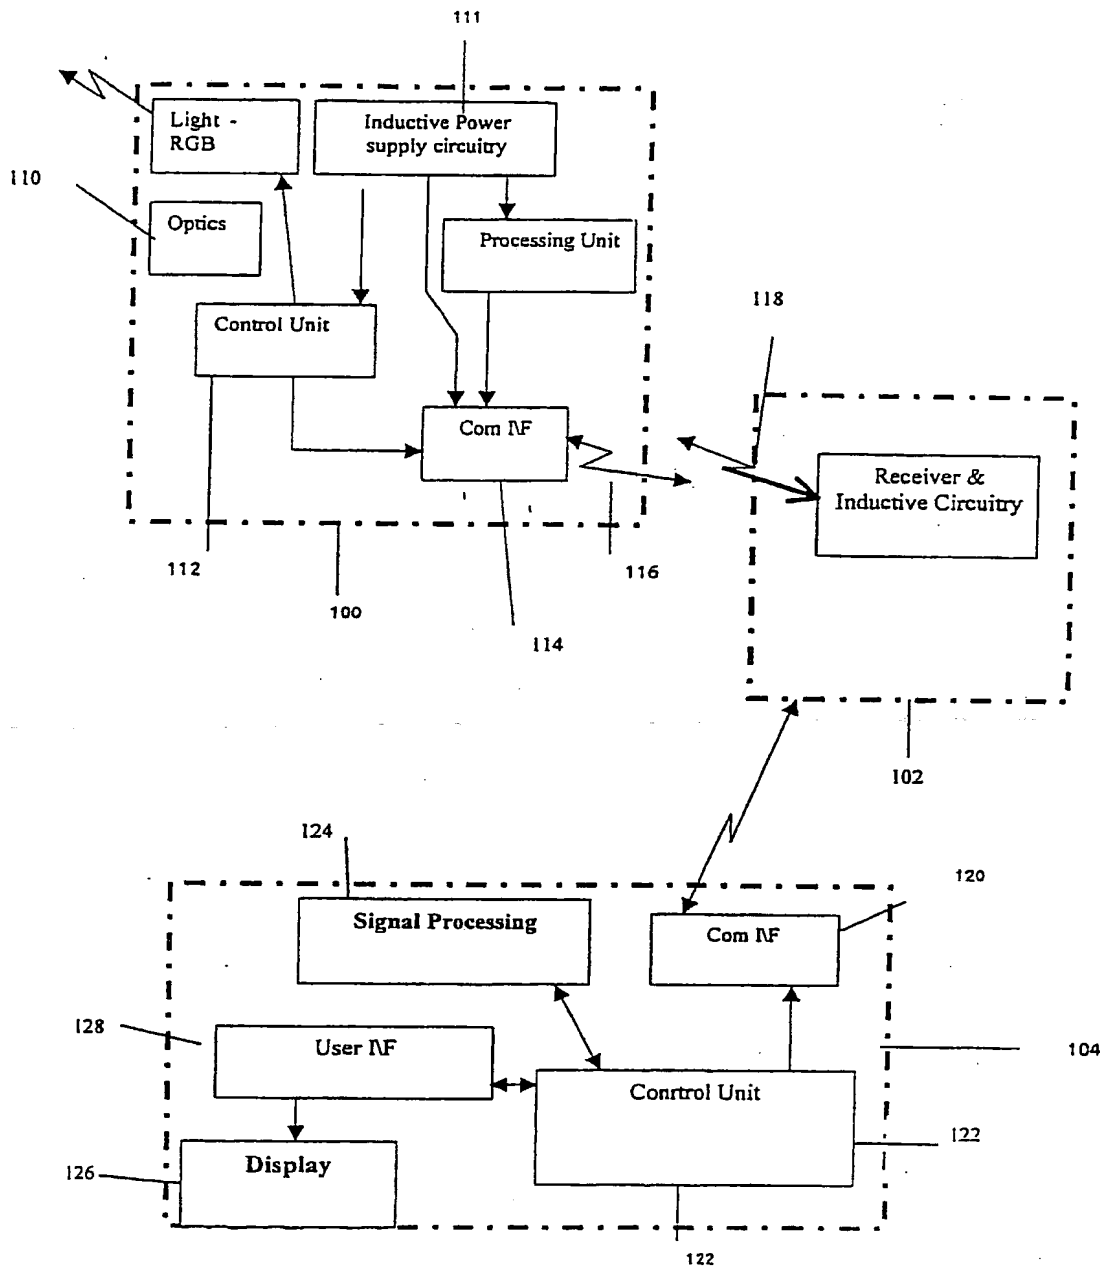 111
Light -
RGB
Inductive Power
supply circuitry
110
Optics
Processing Unit
118
Control Unit
Com I\F
Receiver &
Inductive Circuitry
112
116
100
114
102
124
120
Signal Processing
Com I\F
128
User I\F
104
Conrtrol Unit
122
Display
126
122